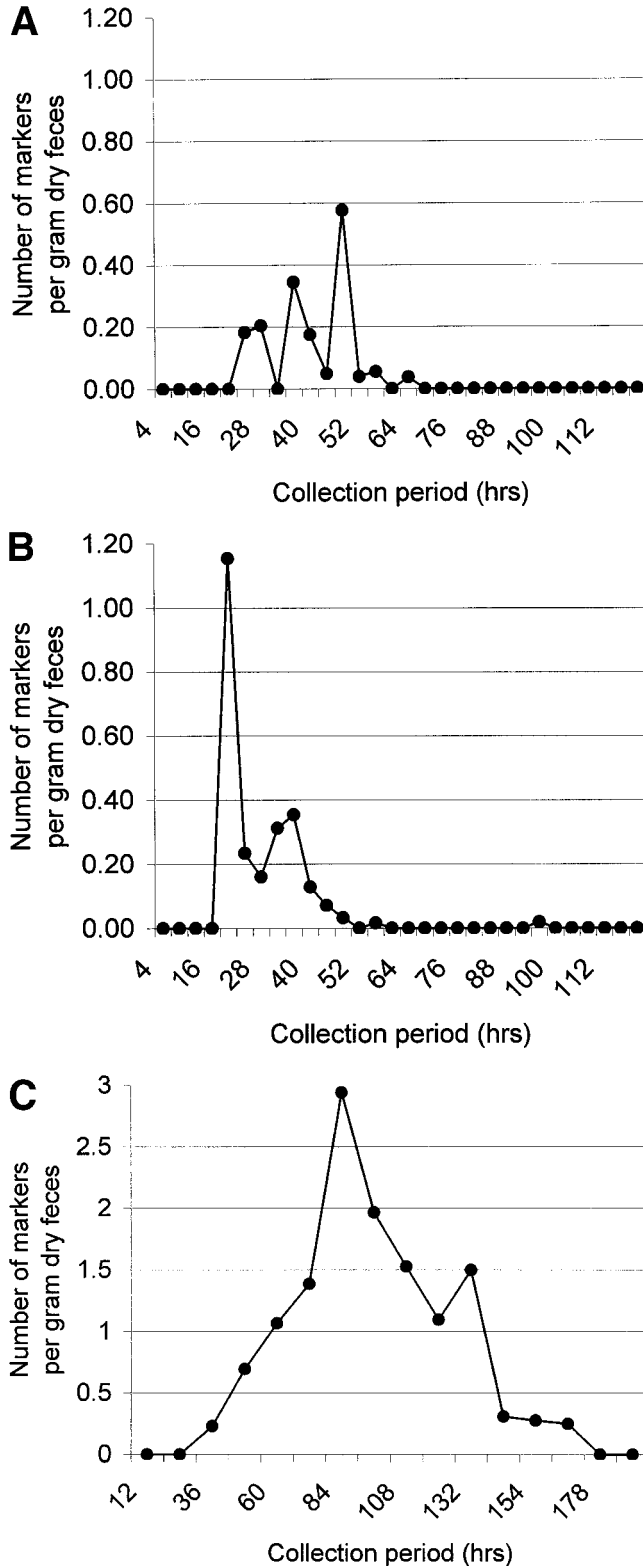 A
1.20
1.00
0.80
0.60
0.40
0.20
0.00
Number of markers
per gram dry feces
4 16 28 40 52 64 76 88 100 112
Collection period (hrs)
B
1.20
1.00
0.80
0.60
0.40
0.20
0.00
Number of markers
per gram dry feces
4 16 28 40 52 64 76 88 100 112
Collection period (hrs)
C
3
2.5
2
1.5
1
0.5
0
Number of markers
per gram dry feces
12 36 60 84 108 132 154 178
Collection period (hrs)